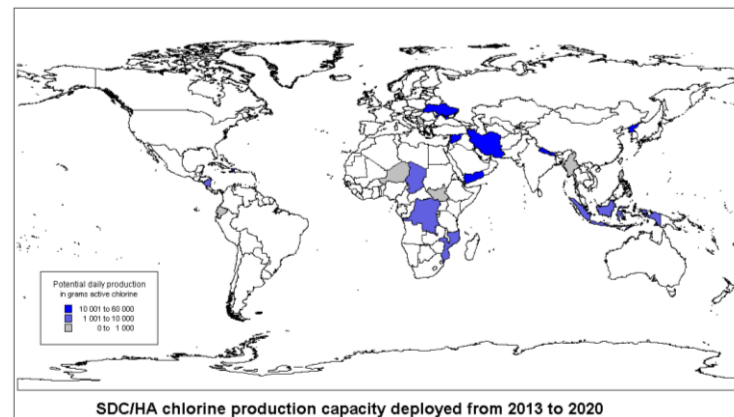 Potential daily production
in grams active chlorine
10 001 to 60 000
1 001 to 10 000
0 to 1 000
SDC/HA chlorine production capacity deployed from 2013 to 2020